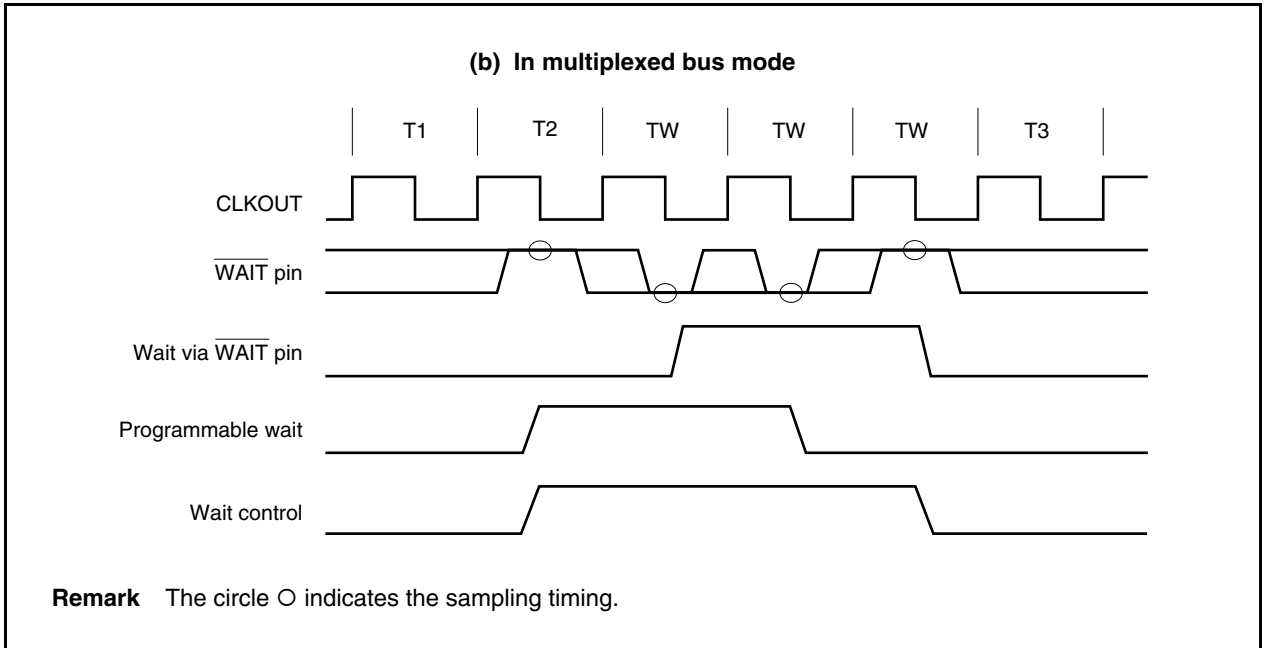 (b) In multiplexed bus mode
T1 T2 TW TW TW T3
CLKOUT
WAIT pin
Wait via WAIT pin
Programmable wait
Wait control
Remark The circle ○ indicates the sampling timing.